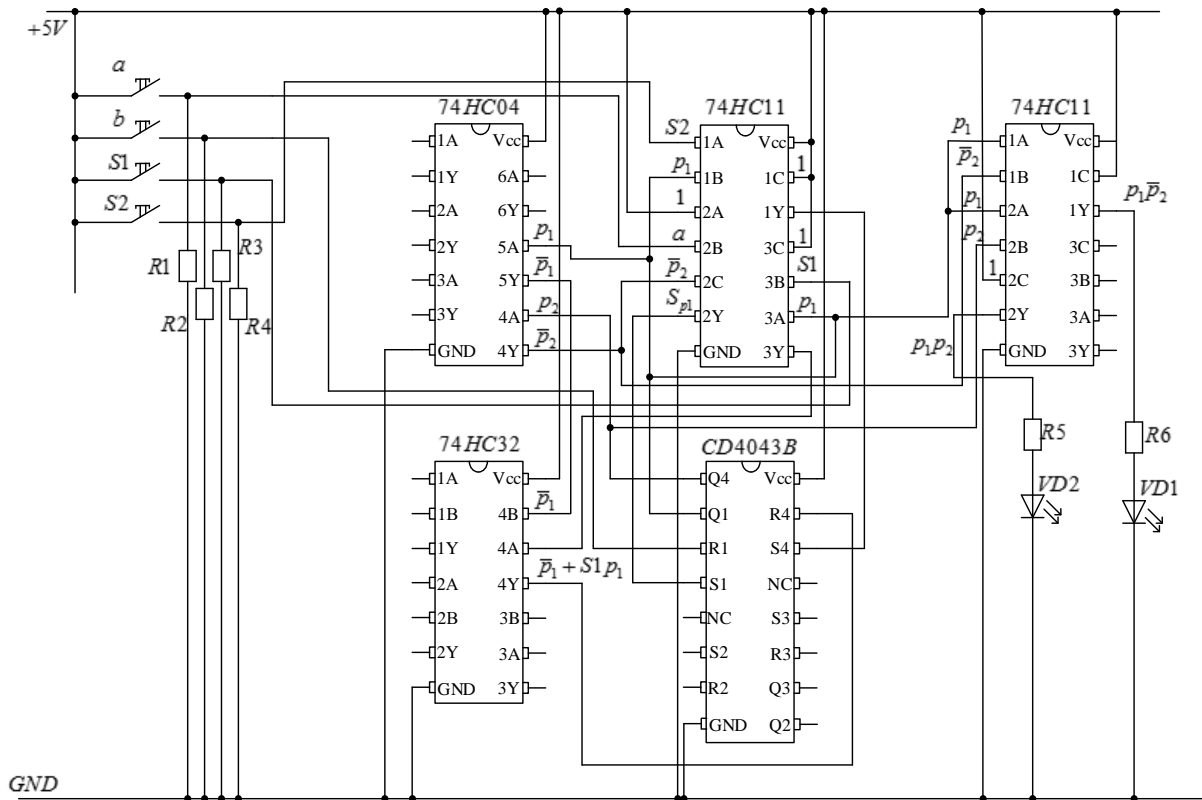 +5V
a
b
S1
S2
R1
R3
R2
R4
GND
74HC04
1A Vcc
1Y 6A
2A 6Y
2Y 5A p₁
3A 5Y p̅₁
3Y 4A p₂
GND 4Y p̅₂
74HC11
S2 1A Vcc
p₁ 1B 1C 1
1 2A 1Y
a 2B 3C 1
p̅₂ 2C 3B S1
Sₚ₁ 2Y 3A p₁
GND 3Y
74HC11
p₁ 1A Vcc
p̅₂ 1B 1C
p₁ 2A 1Y p₁p̅₂
p₂ 2B 3C
1 2C 3B
2Y 3A
p₁p₂
GND 3Y
74HC32
1A Vcc
1B 4B p̅₁
1Y 4A
2A 4Y p̅₁ + S1p₁
2B 3B
2Y 3A
GND 3Y
CD4043B
Q4 Vcc
Q1 R4
R1 S4
S1 NC
NC S3
S2 R3
R2 Q3
GND Q2
R5
R6
VD2
VD1